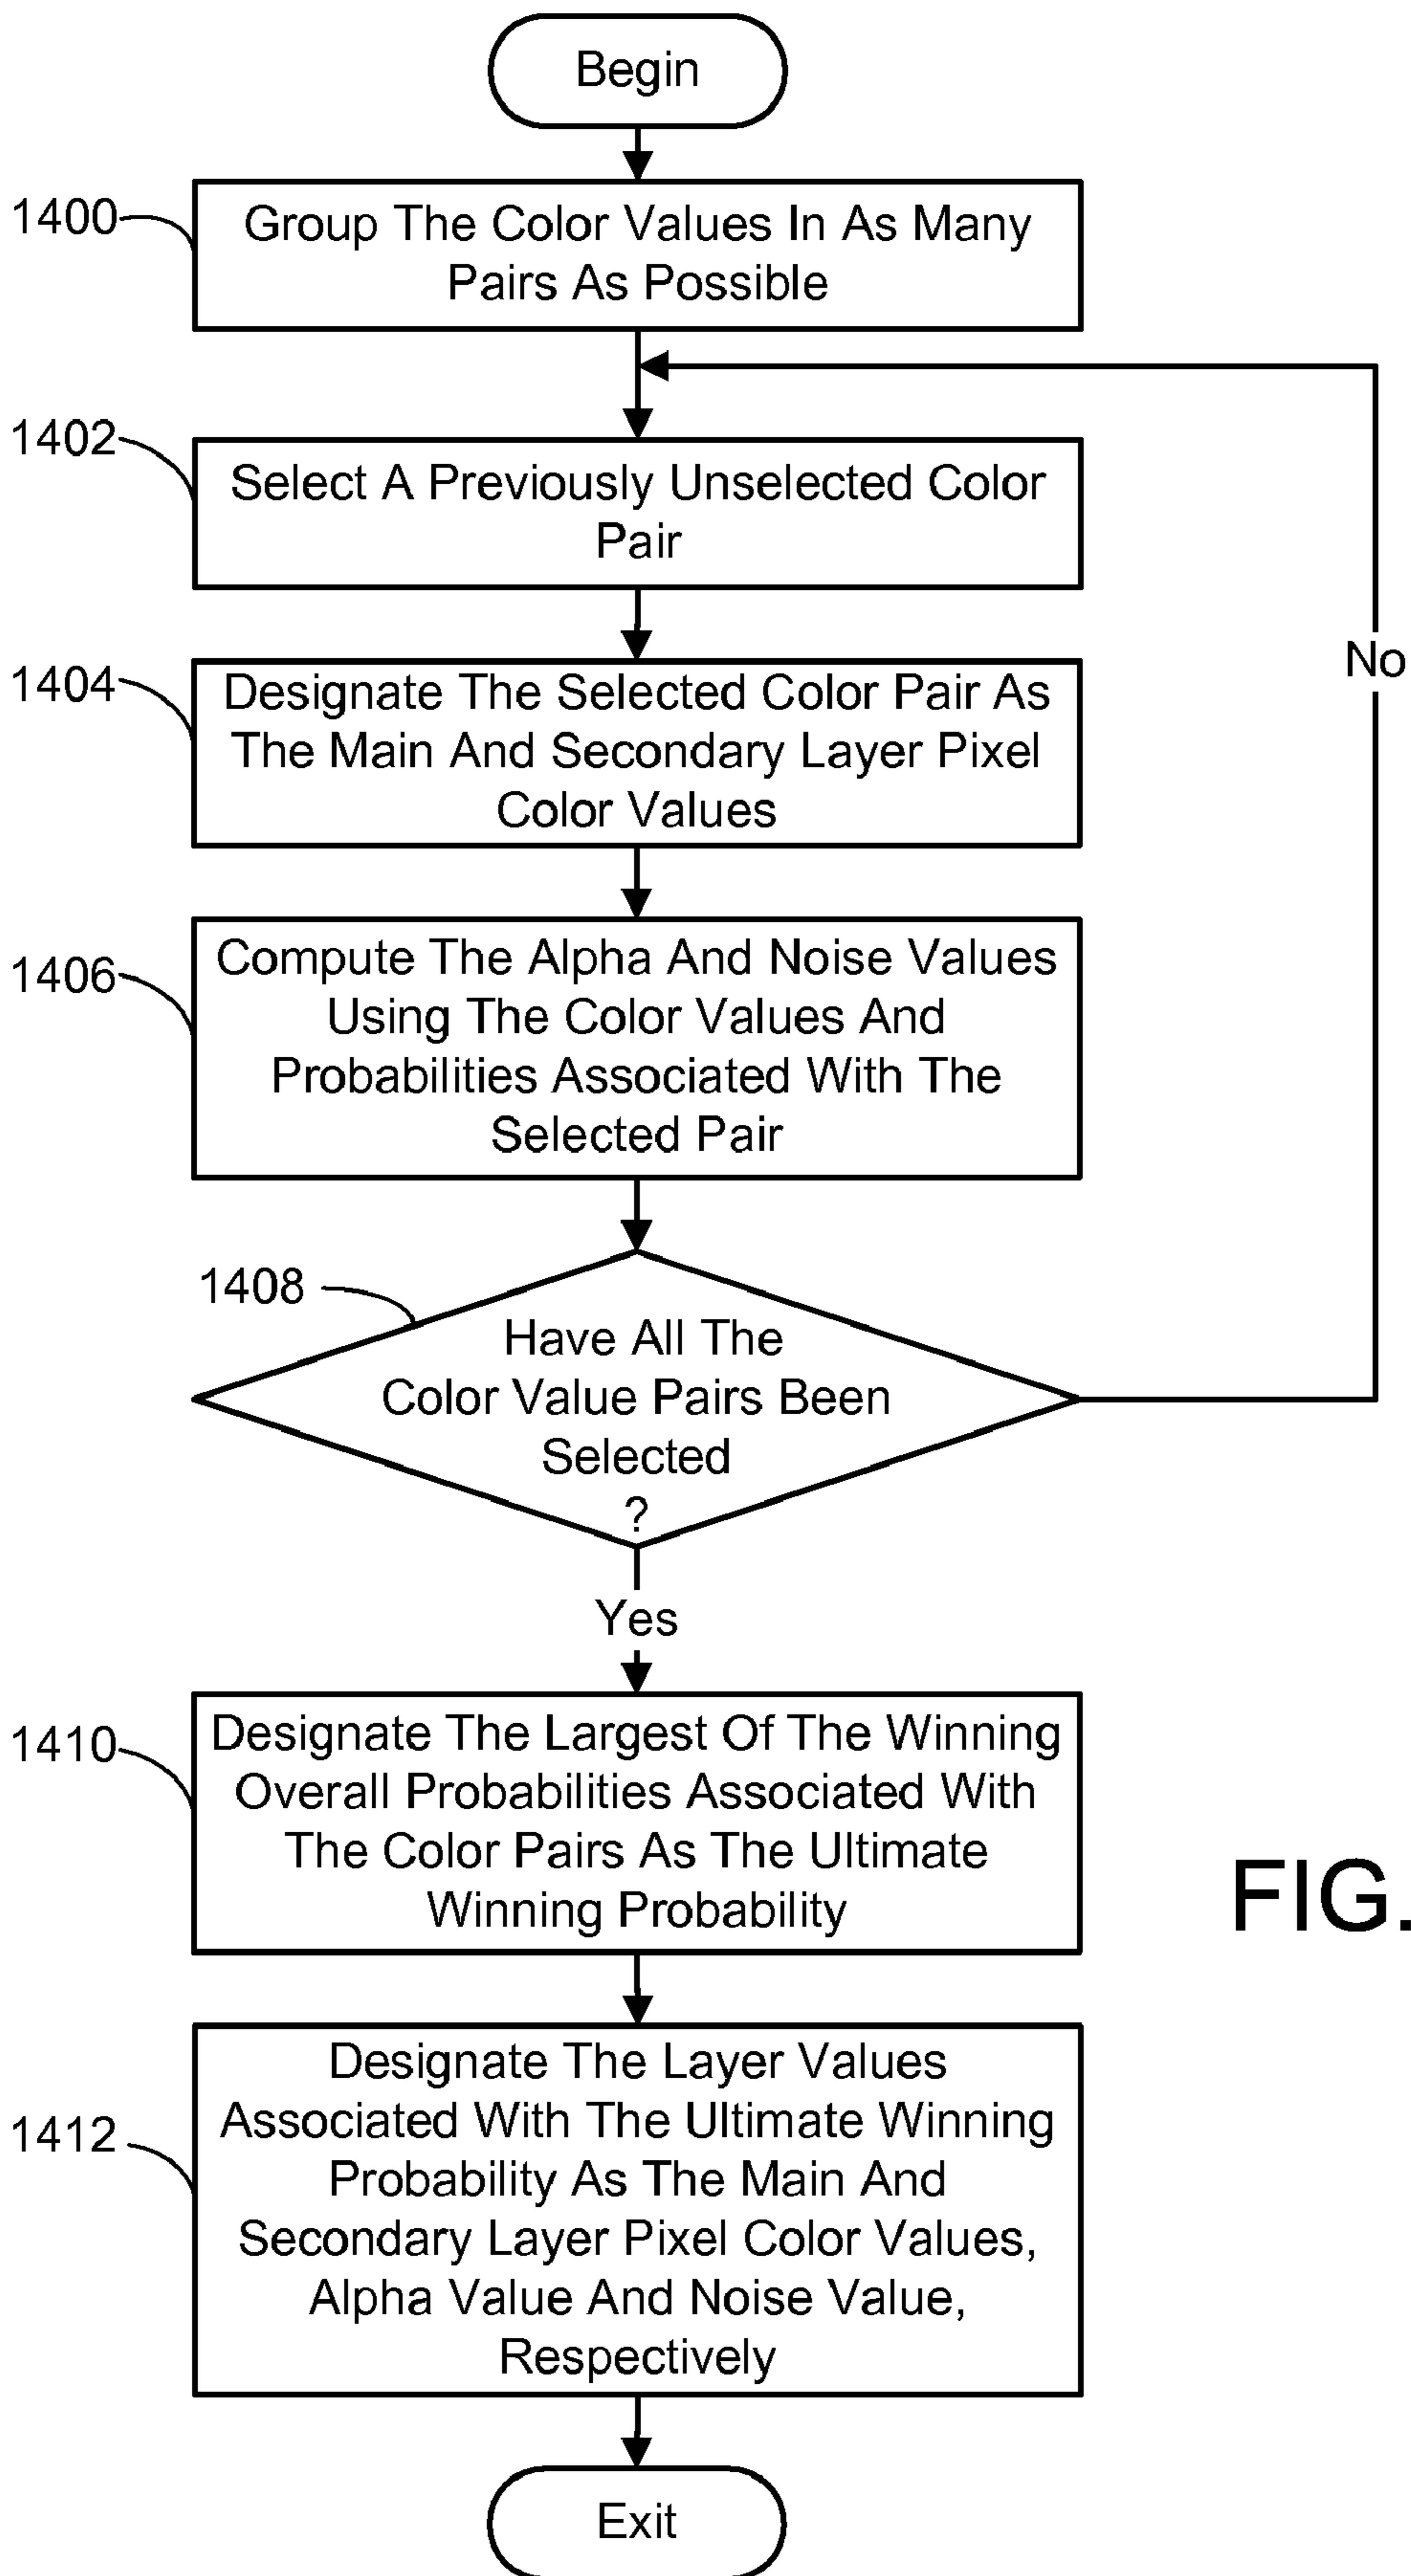 Begin
1400
Group The Color Values In As Many
Pairs As Possible
1402
Select A Previously Unselected Color
Pair
No
1404
Designate The Selected Color Pair As
The Main And Secondary Layer Pixel
Color Values
1406
Compute The Alpha And Noise Values
Using The Color Values And
Probabilities Associated With The
Selected Pair
1408
Have All The
Color Value Pairs Been
Selected
?
Yes
1410
Designate The Largest Of The Winning
Overall Probabilities Associated With
The Color Pairs As The Ultimate
Winning Probability
FIG.
1412
Designate The Layer Values
Associated With The Ultimate Winning
Probability As The Main And
Secondary Layer Pixel Color Values,
Alpha Value And Noise Value,
Respectively
Exit